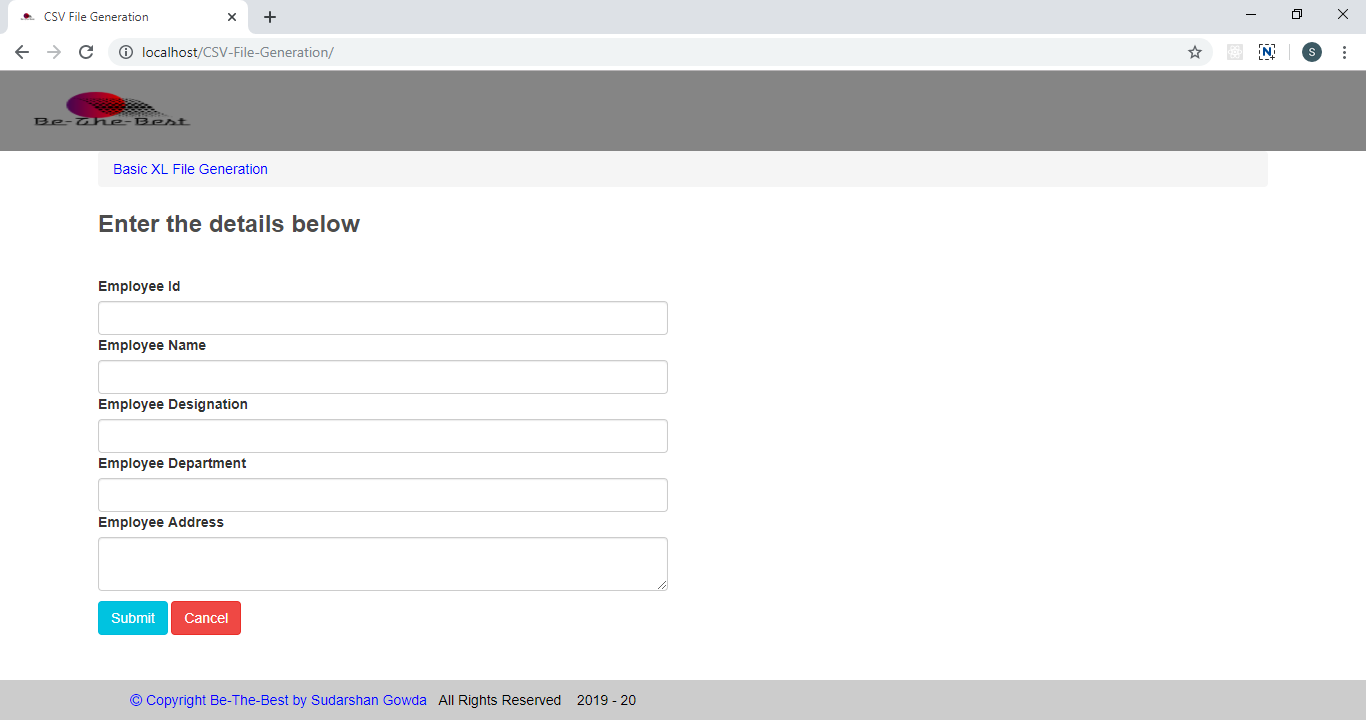 CSV File Generation
localhost/CSV-File-Generation/
N
S
Be-The-Best
Basic XL File Generation
Enter the details below
Employee Id
Employee Name
Employee Designation
Employee Department
Employee Address
Submit Cancel
© Copyright Be-The-Best by Sudarshan Gowda All Rights Reserved 2019 - 20